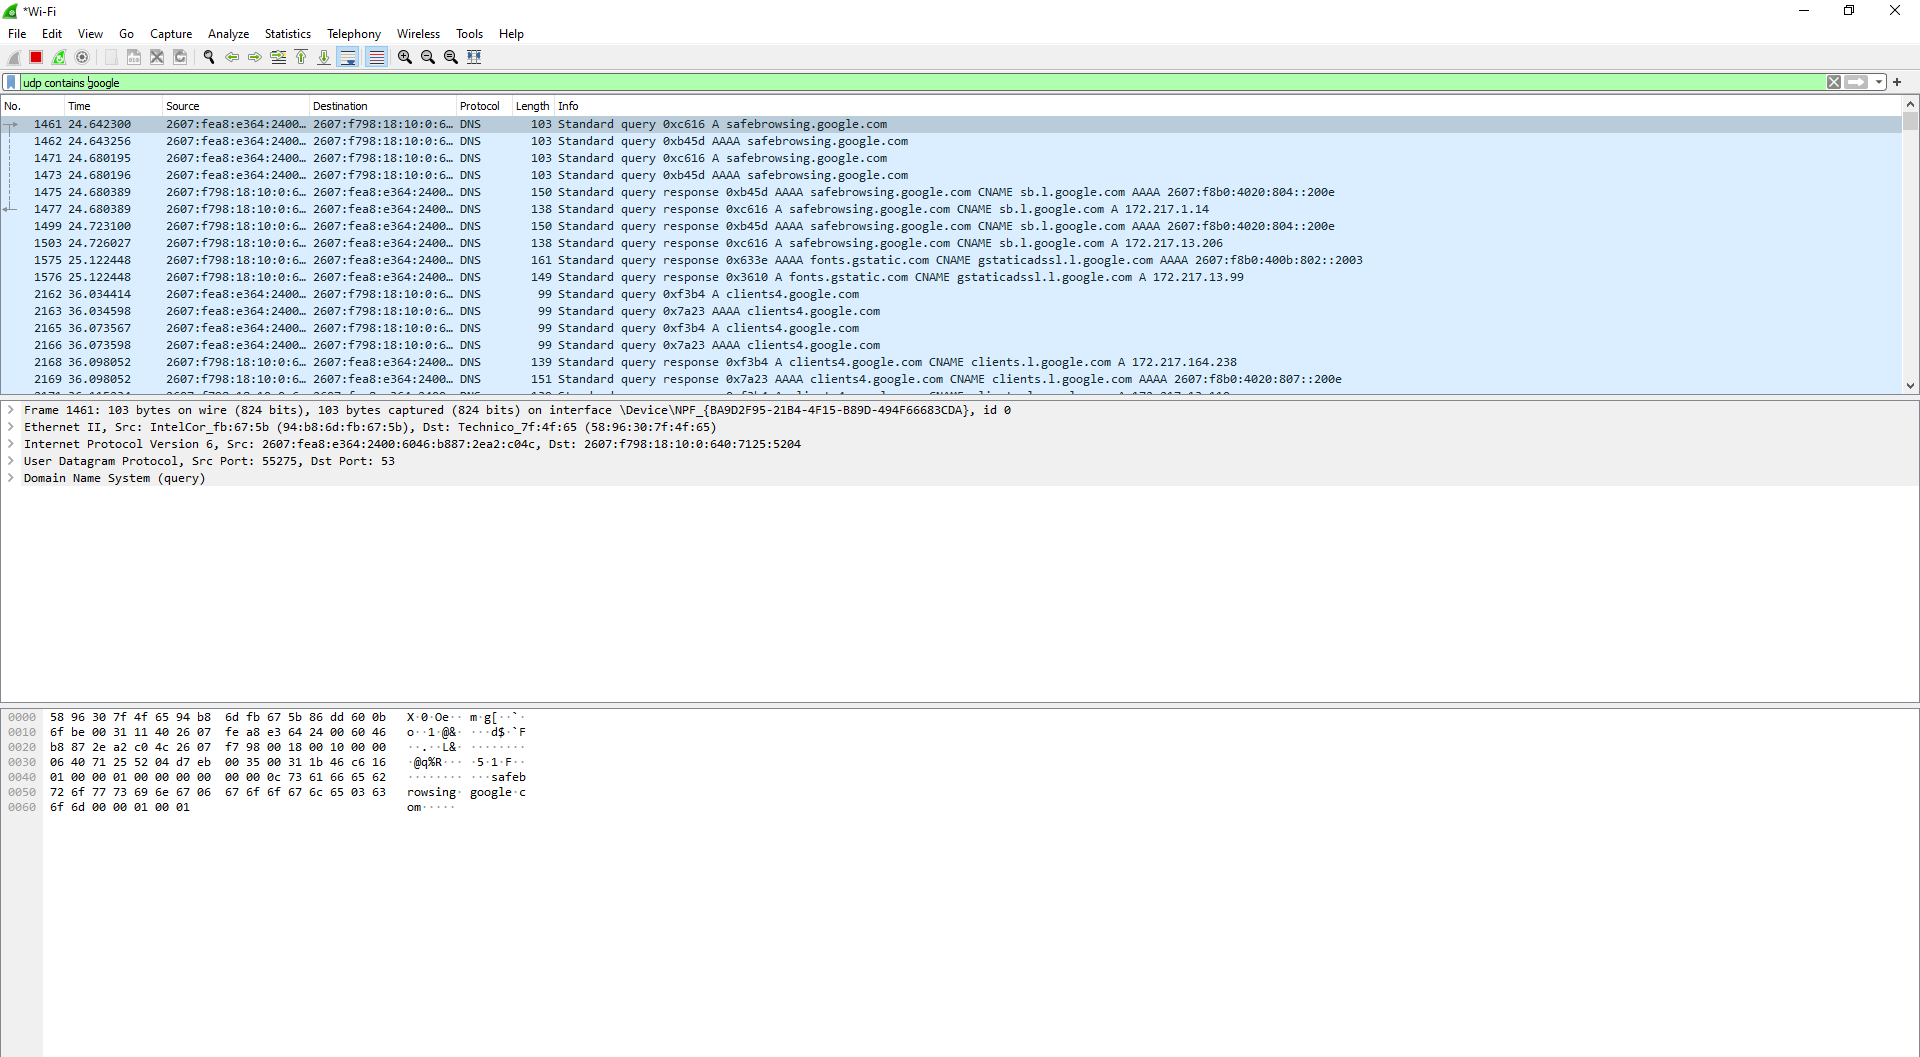 *Wi-Fi
File Edit View Go Capture Analyze Statistics Telephony Wireless Tools Help
udp contains google
No. Time Source Destination Protocol Length Info
1461 24.642300 2607:fea8:e364:2400… 2607:f798:18:10:0:6… DNS 103 Standard query 0xc616 A safebrowsing.google.com
1462 24.643256 2607:fea8:e364:2400… 2607:f798:18:10:0:6… DNS 103 Standard query 0xb45d AAAA safebrowsing.google.com
1471 24.680195 2607:fea8:e364:2400… 2607:f798:18:10:0:6… DNS 103 Standard query 0xc616 A safebrowsing.google.com
1473 24.680196 2607:fea8:e364:2400… 2607:f798:18:10:0:6… DNS 103 Standard query 0xb45d AAAA safebrowsing.google.com
1475 24.680389 2607:f798:18:10:0:6… 2607:fea8:e364:2400… DNS 150 Standard query response 0xb45d AAAA safebrowsing.google.com CNAME sb.l.google.com AAAA 2607:f8b0:4020:804::200e
1477 24.680389 2607:f798:18:10:0:6… 2607:fea8:e364:2400… DNS 138 Standard query response 0xc616 A safebrowsing.google.com CNAME sb.l.google.com A 172.217.1.14
1499 24.723100 2607:f798:18:10:0:6… 2607:fea8:e364:2400… DNS 150 Standard query response 0xb45d AAAA safebrowsing.google.com CNAME sb.l.google.com AAAA 2607:f8b0:4020:804::200e
1503 24.726027 2607:f798:18:10:0:6… 2607:fea8:e364:2400… DNS 138 Standard query response 0xc616 A safebrowsing.google.com CNAME sb.l.google.com A 172.217.13.206
1575 25.122448 2607:f798:18:10:0:6… 2607:fea8:e364:2400… DNS 161 Standard query response 0x633e AAAA fonts.gstatic.com CNAME gstaticadssl.l.google.com AAAA 2607:f8b0:400b:802::2003
1576 25.122448 2607:f798:18:10:0:6… 2607:fea8:e364:2400… DNS 149 Standard query response 0x3610 A fonts.gstatic.com CNAME gstaticadssl.l.google.com A 172.217.13.99
2162 36.034414 2607:fea8:e364:2400… 2607:f798:18:10:0:6… DNS 99 Standard query 0xf3b4 A clients4.google.com
2163 36.034598 2607:fea8:e364:2400… 2607:f798:18:10:0:6… DNS 99 Standard query 0x7a23 AAAA clients4.google.com
2165 36.073567 2607:fea8:e364:2400… 2607:f798:18:10:0:6… DNS 99 Standard query 0xf3b4 A clients4.google.com
2166 36.073598 2607:fea8:e364:2400… 2607:f798:18:10:0:6… DNS 99 Standard query 0x7a23 AAAA clients4.google.com
2168 36.098052 2607:f798:18:10:0:6… 2607:fea8:e364:2400… DNS 139 Standard query response 0xf3b4 A clients4.google.com CNAME clients.l.google.com A 172.217.164.238
2169 36.098052 2607:f798:18:10:0:6… 2607:fea8:e364:2400… DNS 151 Standard query response 0x7a23 AAAA clients4.google.com CNAME clients.l.google.com AAAA 2607:f8b0:4020:807::200e
Frame 1461: 103 bytes on wire (824 bits), 103 bytes captured (824 bits) on interface \Device\NPF_{BA9D2F95-21B4-4F15-B89D-494F66683CDA}, id 0
Ethernet II, Src: IntelCor_fb:67:5b (94:b8:6d:fb:67:5b), Dst: Technico_7f:4f:65 (58:96:30:7f:4f:65)
Internet Protocol Version 6, Src: 2607:fea8:e364:2400:6046:b887:2ea2:c04c, Dst: 2607:f798:18:10:0:640:7125:5204
User Datagram Protocol, Src Port: 55275, Dst Port: 53
Domain Name System (query)
0000 58 96 30 7f 4f 65 94 b8 6d fb 67 5b 86 dd 60 0b X·0·Oe·· m·g[··`·
0010 6f be 00 31 11 40 26 07 fe a8 e3 64 24 00 60 46 o··1·@&· ···d$·`F
0020 b8 87 2e a2 c0 4c 26 07 f7 98 00 18 00 10 00 00 ··.··L&· ········
0030 06 40 71 25 52 04 d7 eb 00 35 00 31 1b 46 c6 16 ·@q%R··· ·5·1·F··
0040 01 00 00 01 00 00 00 00 00 00 0c 73 61 66 65 62 ········ ···safeb
0050 72 6f 77 73 69 6e 67 06 67 6f 6f 67 6c 65 03 63 rowsing· google·c
0060 6f 6d 00 00 01 00 01 om·····